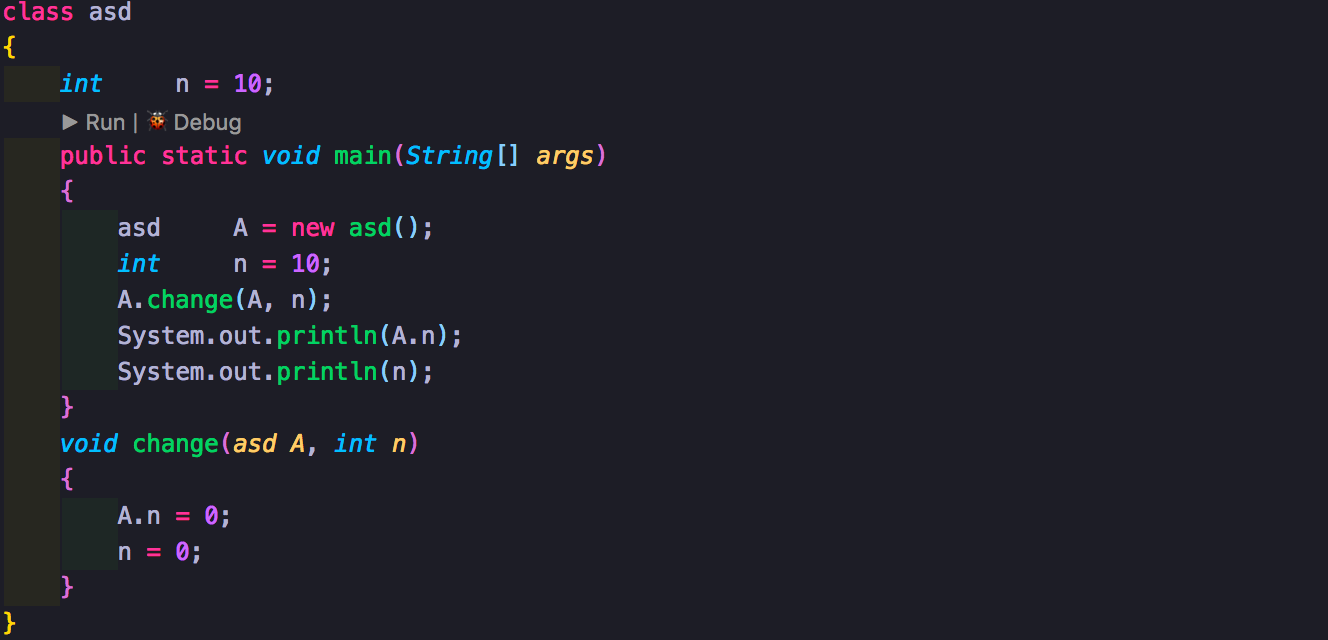 class asd
{
    int     n = 10;
    Run | Debug
    public static void main(String[] args)
    {
        asd     A = new asd();
        int     n = 10;
        A.change(A, n);
        System.out.println(A.n);
        System.out.println(n);
    }
    void change(asd A, int n)
    {
        A.n = 0;
        n = 0;
    }
}